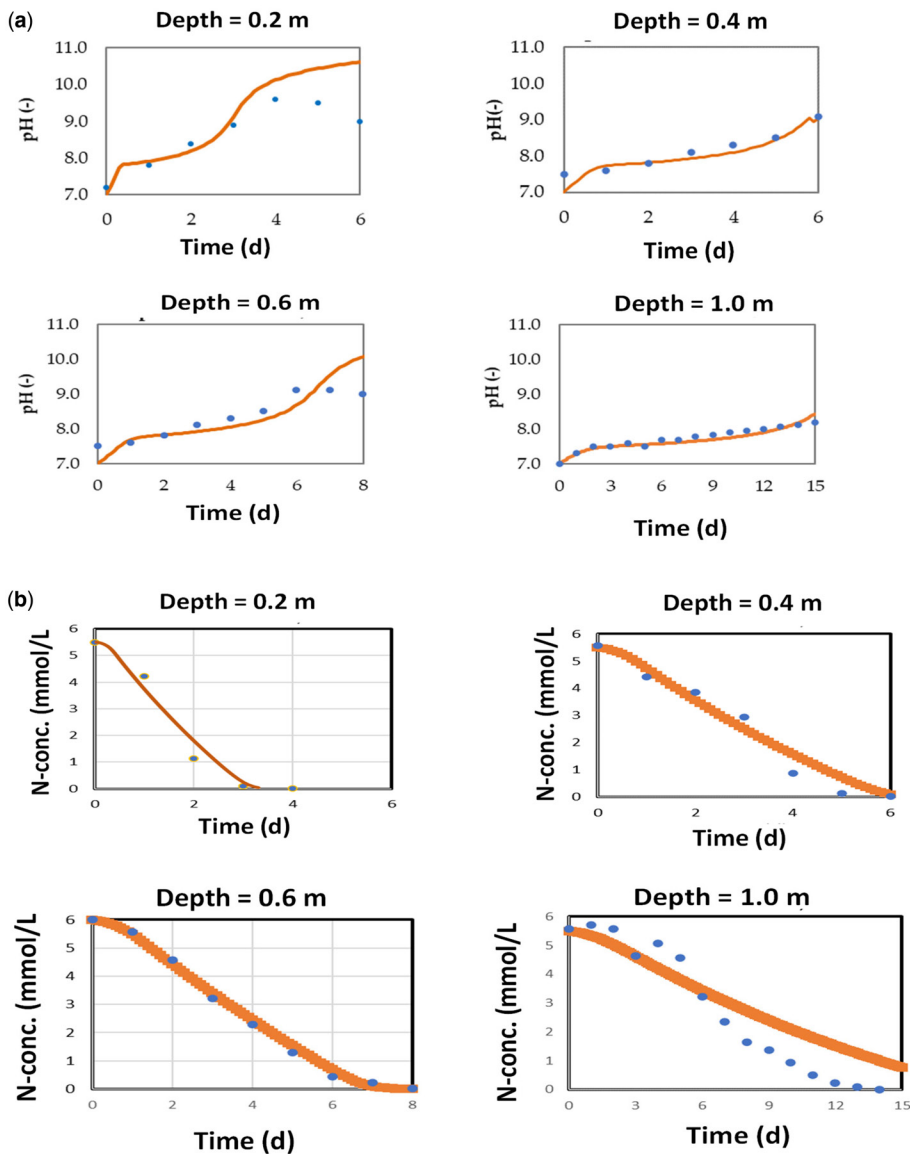 (a)
Depth = 0.2 m
11.0
10.0
9.0
8.0
7.0
pH (-)
0 2 4 6
Time (d)
Depth = 0.4 m
11.0
10.0
9.0
8.0
7.0
pH(-)
0 2 4 6
Time (d)
Depth = 0.6 m
11.0
10.0
9.0
8.0
7.0
pH (-)
0 2 4 6 8
Time (d)
Depth = 1.0 m
11.0
10.0
9.0
8.0
7.0
pH (-)
0 3 6 9 12 15
Time (d)
(b)
Depth = 0.2 m
6
5
4
3
2
1
0
N-conc. (mmol/L
0 2 4 6
Time (d)
Depth = 0.4 m
6
5
4
3
2
1
0
N-conc. (mmol/L
0 2 4 6
Time (d)
Depth = 0.6 m
6
5
4
3
2
1
0
N-conc. (mmol/L
0 2 4 6 8
Time (d)
Depth = 1.0 m
6
5
4
3
2
1
0
N-conc. (mmol/L
0 3 6 9 12 15
Time (d)